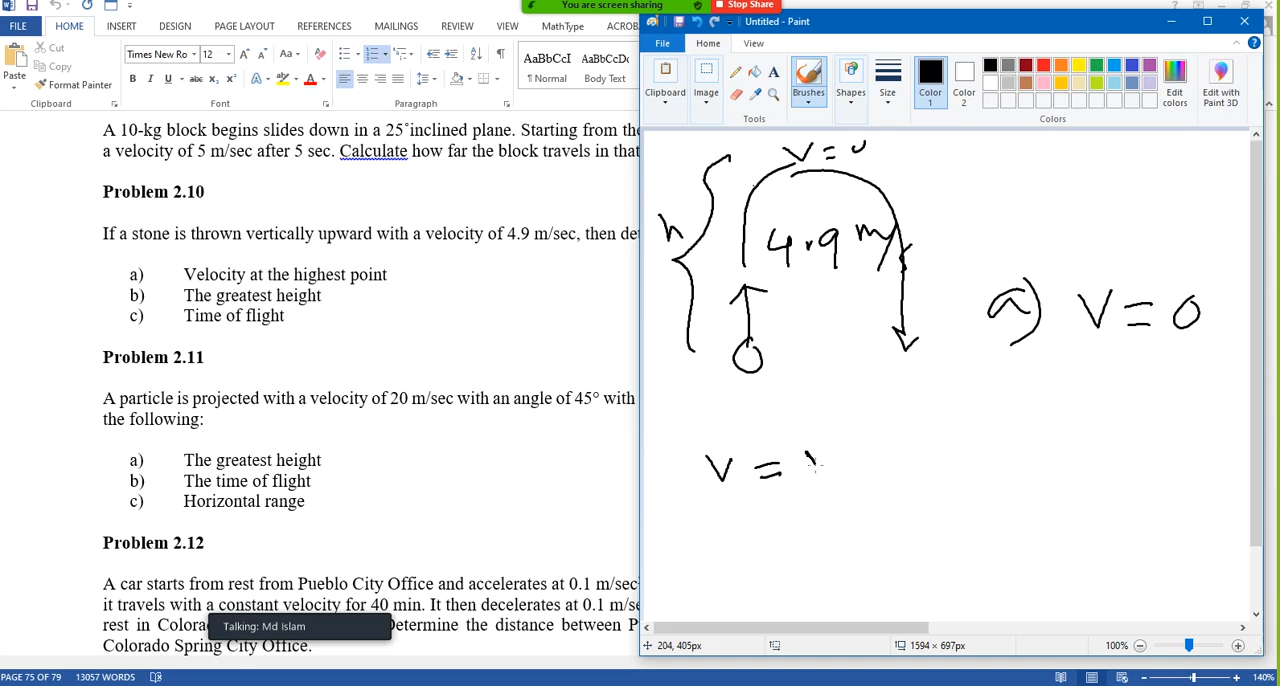 You are screen sharing
Stop Share
FILE HOME INSERT DESIGN PAGE LAYOUT REFERENCES MAILINGS REVIEW VIEW MathType ACROB
Paste
Cut
Copy
Format Painter
Times New Ro 12
AaBbCcI AaBbCcDc
¶ Normal Body Text
Clipboard Font Paragraph
A 10-kg block begins slides down in a 25˚inclined plane. Starting from the
a velocity of 5 m/sec after 5 sec. Calculate how far the block travels in that
Problem 2.10
If a stone is thrown vertically upward with a velocity of 4.9 m/sec, then de
a) Velocity at the highest point
b) The greatest height
c) Time of flight
Problem 2.11
A particle is projected with a velocity of 20 m/sec with an angle of 45° with
the following:
a) The greatest height
b) The time of flight
c) Horizontal range
Problem 2.12
A car starts from rest from Pueblo City Office and accelerates at 0.1 m/sec
it travels with a constant velocity for 40 min. It then decelerates at 0.1 m/se
rest in Colorad etermine the distance between P
Colorado Spring City Office.
Talking: Md Islam
PAGE 75 OF 79 13057 WORDS
140%
Untitled - Paint
File Home View
Clipboard Image Tools Brushes Shapes Size Color 1 Color 2 Colors Edit colors Edit with Paint 3D
V = 0
h
4.9 m/
a) V = 0
V =
204, 405px 1594 × 697px 100%